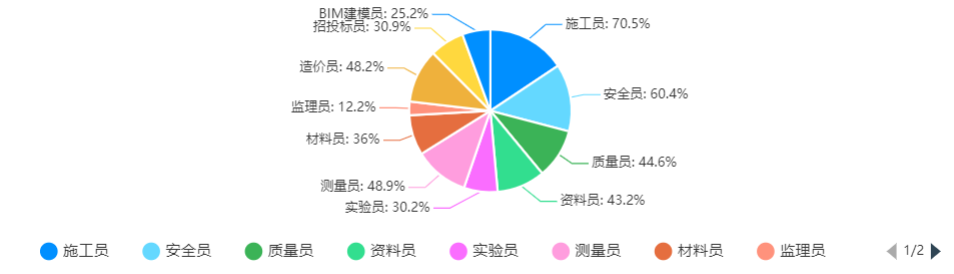 BIM建模员: 25.2%
招投标员: 30.9%
施工员: 70.5%
造价员: 48.2%
安全员: 60.4%
监理员: 12.2%
材料员: 36%
质量员: 44.6%
测量员: 48.9%
资料员: 43.2%
实验员: 30.2%
施工员 安全员 质量员 资料员 实验员 测量员 材料员 监理员 1/2